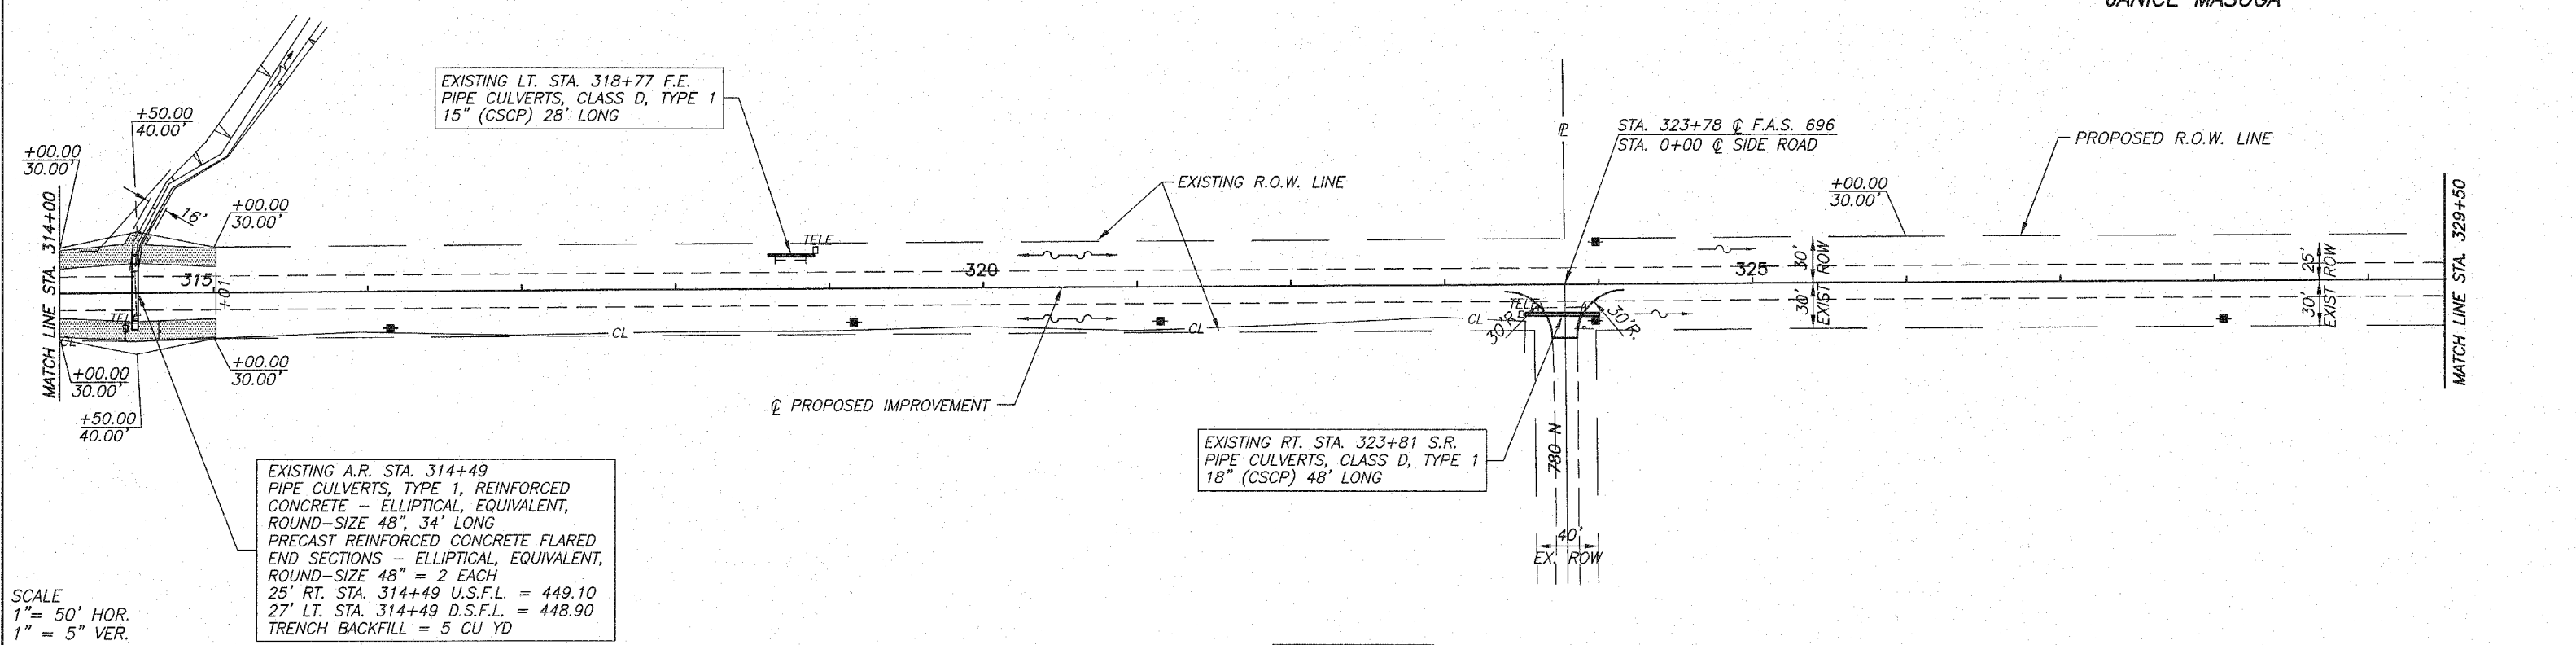 JANICE MASUGA
EXISTING LT. STA. 318+77 F.E.
PIPE CULVERTS, CLASS D, TYPE 1
15" (CSCP) 28' LONG
+50.00
40.00'
+00.00
30.00'
STA. 323+78 ℄ F.A.S. 696
STA. 0+00 ℄ SIDE ROAD
PROPOSED R.O.W. LINE
EXISTING R.O.W. LINE
+00.00
30.00'
+00.00
30.00'
16'
℞
MATCH LINE STA. 314+00
TELE
315
320
325
+01
30'
30'
EXIST ROW
25'
30'
EXIST ROW
MATCH LINE STA. 329+50
TELE
TELE
CL
CL
CL
CL
30'R.
30'R.
+00.00
30.00'
+00.00
30.00'
+50.00
40.00'
℄ PROPOSED IMPROVEMENT
EXISTING RT. STA. 323+81 S.R.
PIPE CULVERTS, CLASS D, TYPE 1
18" (CSCP) 48' LONG
780 N
40'
EX. ROW
EXISTING A.R. STA. 314+49
PIPE CULVERTS, TYPE 1, REINFORCED
CONCRETE - ELLIPTICAL, EQUIVALENT,
ROUND-SIZE 48", 34' LONG
PRECAST REINFORCED CONCRETE FLARED
END SECTIONS - ELLIPTICAL, EQUIVALENT,
ROUND-SIZE 48" = 2 EACH
25' RT. STA. 314+49 U.S.F.L. = 449.10
27' LT. STA. 314+49 D.S.F.L. = 448.90
TRENCH BACKFILL = 5 CU YD
SCALE
1"= 50' HOR.
1" = 5" VER.